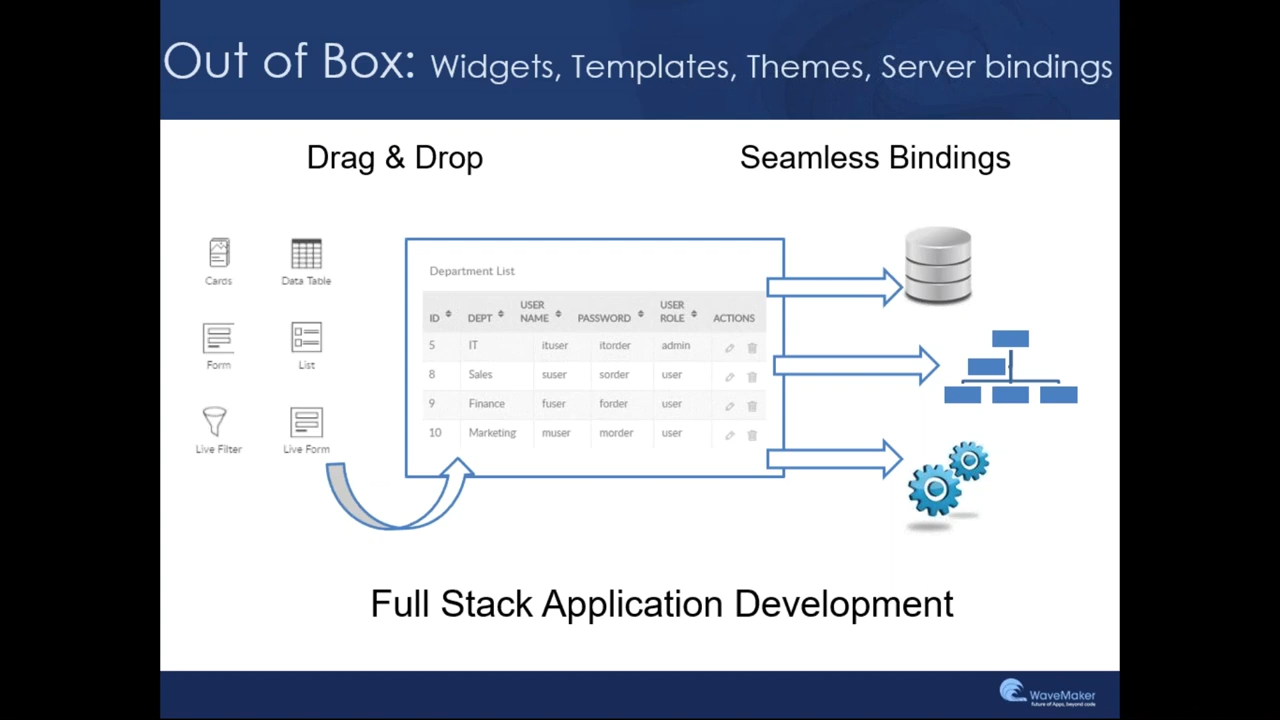 Out of Box: Widgets, Templates, Themes, Server bindings
Drag & Drop
Seamless Bindings
Cards
Data Table
Form
List
Live Filter
Live Form
Department List
ID DEPT USER NAME PASSWORD USER ROLE ACTIONS
5 IT ituser itorder admin
8 Sales suser sorder user
9 Finance fuser forder user
10 Marketing muser morder user
Full Stack Application Development
WaveMaker
Future of Apps, beyond code